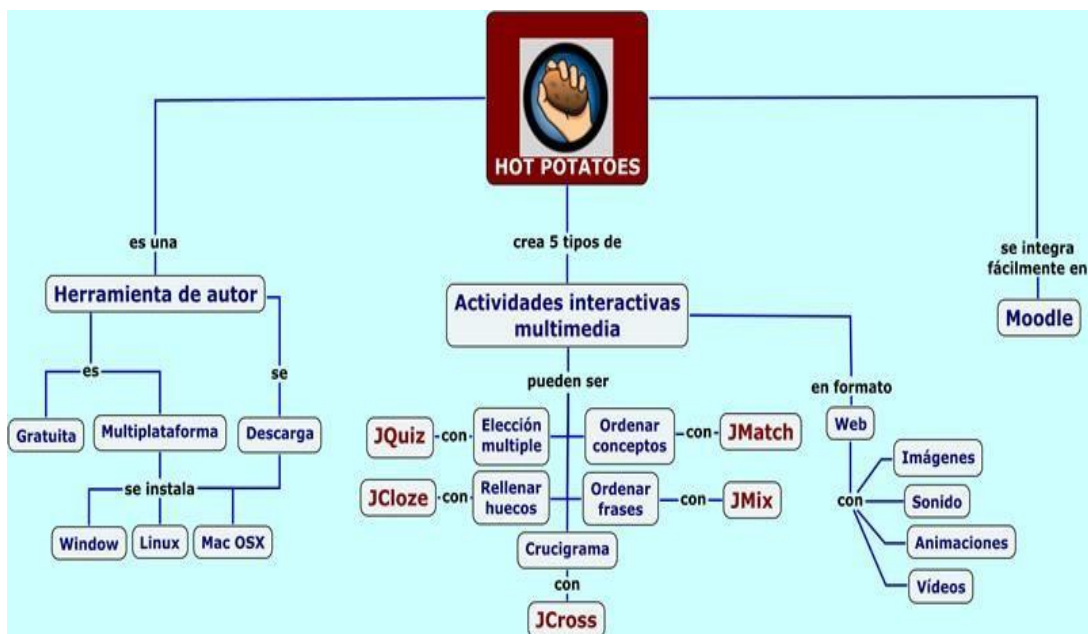 HOT POTATOES
es una
Herramienta de autor
es
se
Gratuita
Multiplataforma
Descarga
se instala
Window
Linux
Mac OSX
crea 5 tipos de
Actividades interactivas
multimedia
pueden ser
JQuiz
con
Elección
multiple
Ordenar
conceptos
con
JMatch
JCloze
con
Rellenar
huecos
Ordenar
frases
con
JMix
Crucigrama
con
JCross
en formato
Web
con
Imágenes
Sonido
Animaciones
Vídeos
se integra
fácilmente en
Moodle